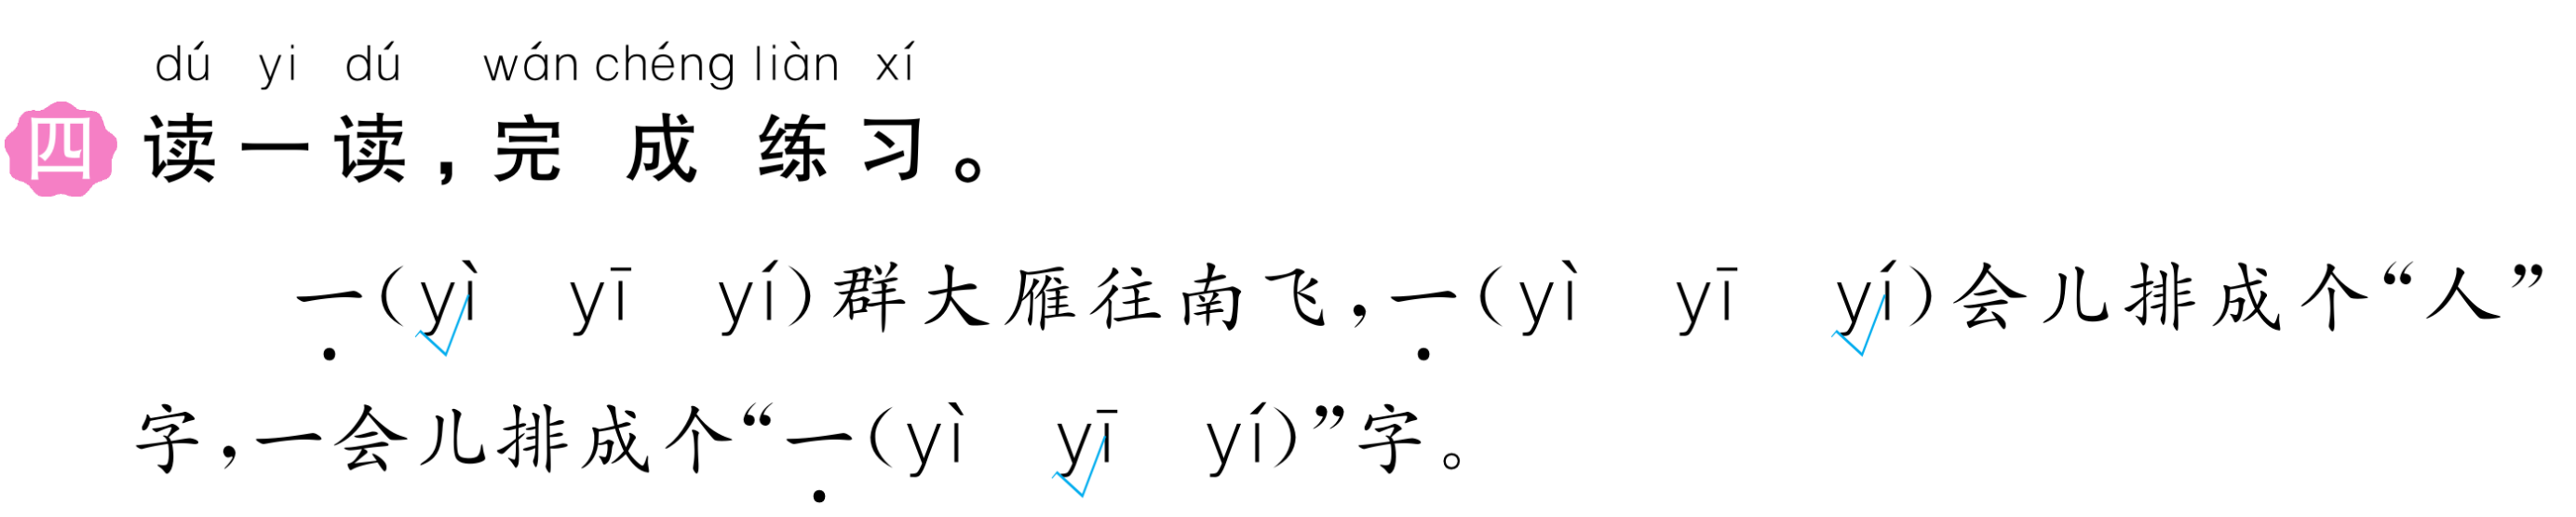 dú yi dú wán chéng liàn xí
四 读一读,完成练习。
一(yì yī yí)群大雁往南飞,一(yì yī yí)会儿排成个“人”
字,一会儿排成个“一(yì yī yí)”字。